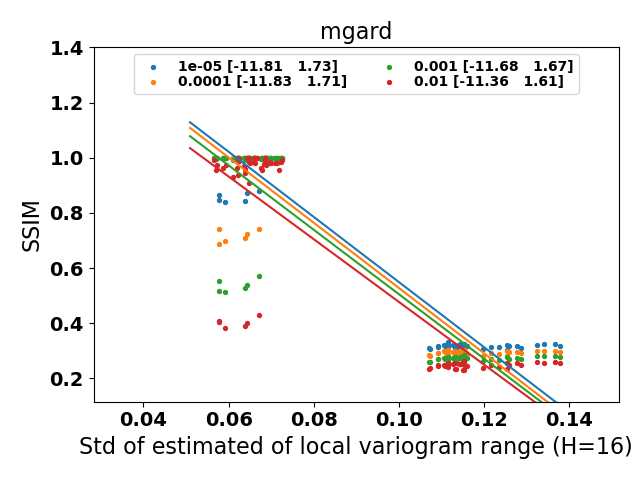 mgard
1e-05 [-11.81 1.73] 0.001 [-11.68 1.67]
0.0001 [-11.83 1.71] 0.01 [-11.36 1.61]
1.4
1.2
1.0
0.8
0.6
0.4
0.2
SSIM
0.04 0.06 0.08 0.10 0.12 0.14
Std of estimated of local variogram range (H=16)